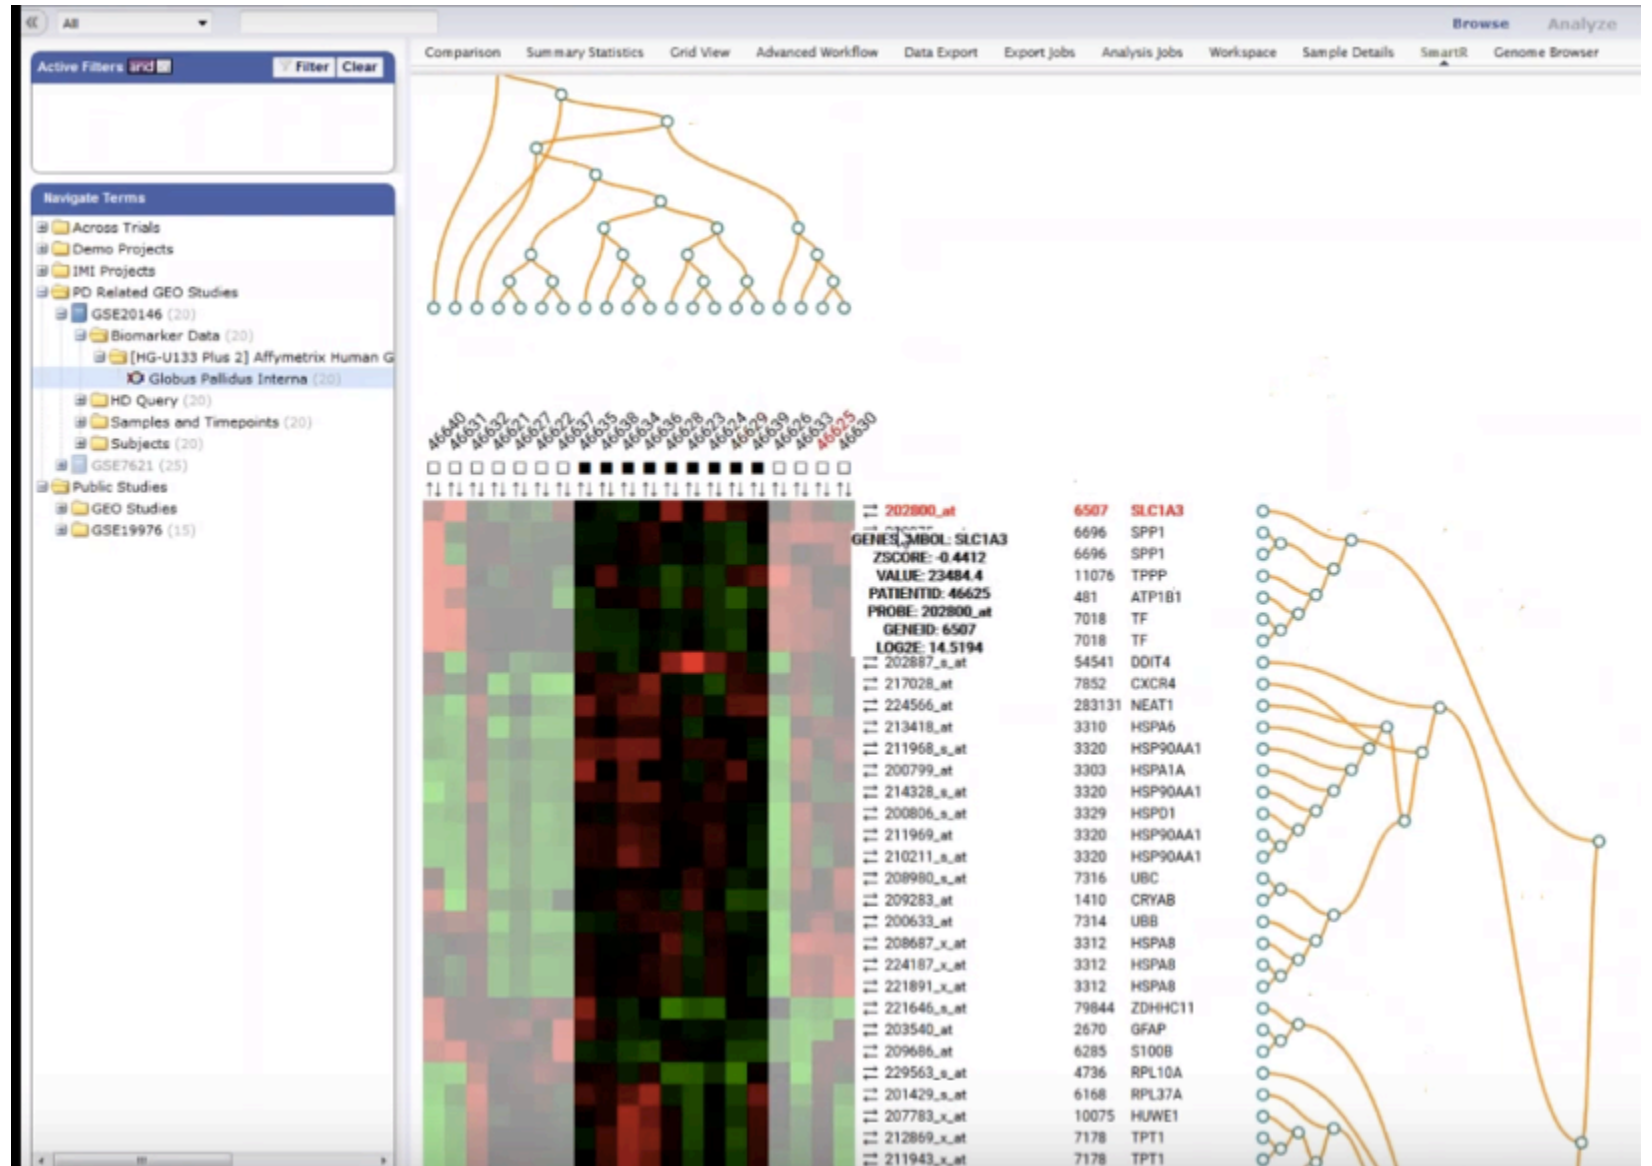 All
Browse Analyze
Active Filters and Filter Clear
Comparison Summary Statistics Grid View Advanced Workflow Data Export Export Jobs Analysis Jobs Workspace Sample Details SmartR Genome Browser
Navigate Terms
Across Trials
Demo Projects
IMI Projects
PD Related GEO Studies
GSE20146 (20)
Biomarker Data (20)
[HG-U133 Plus 2] Affymetrix Human G
Globus Pallidus Interna (20)
HD Query (20)
Samples and Timepoints (20)
Subjects (20)
GSE7621 (25)
Public Studies
GEO Studies
GSE19976 (15)
46640 46631 46632 46621 46627 46622 46637 46635 46638 46634 46636 46628 46623 46624 46629 46639 46626 46633 46625 46630
202800_at 6507 SLC1A3
6696 SPP1
6696 SPP1
11076 TPPP
481 ATP1B1
7018 TF
7018 TF
ZSCORE: -0.4412
VALUE: 23484.4
PATIENTID: 46625
PROBE: 202800_at
GENEID: 6507
LOG2E: 14.5194
202887_s_at 54541 DDIT4
217028_at 7852 CXCR4
224566_at 283131 NEAT1
213418_at 3310 HSPA6
211968_s_at 3320 HSP90AA1
200799_at 3303 HSPA1A
214328_s_at 3320 HSP90AA1
200806_s_at 3329 HSPD1
211969_at 3320 HSP90AA1
210211_s_at 3320 HSP90AA1
208980_s_at 7316 UBC
209283_at 1410 CRYAB
200633_at 7314 UBB
208687_x_at 3312 HSPA8
224187_x_at 3312 HSPA8
221891_x_at 3312 HSPA8
221646_s_at 79844 ZDHHC11
203540_at 2670 GFAP
209686_at 6285 S100B
229563_s_at 4736 RPL10A
201429_s_at 6168 RPL37A
207783_x_at 10075 HUWE1
212869_x_at 7178 TPT1
211943_x_at 7178 TPT1